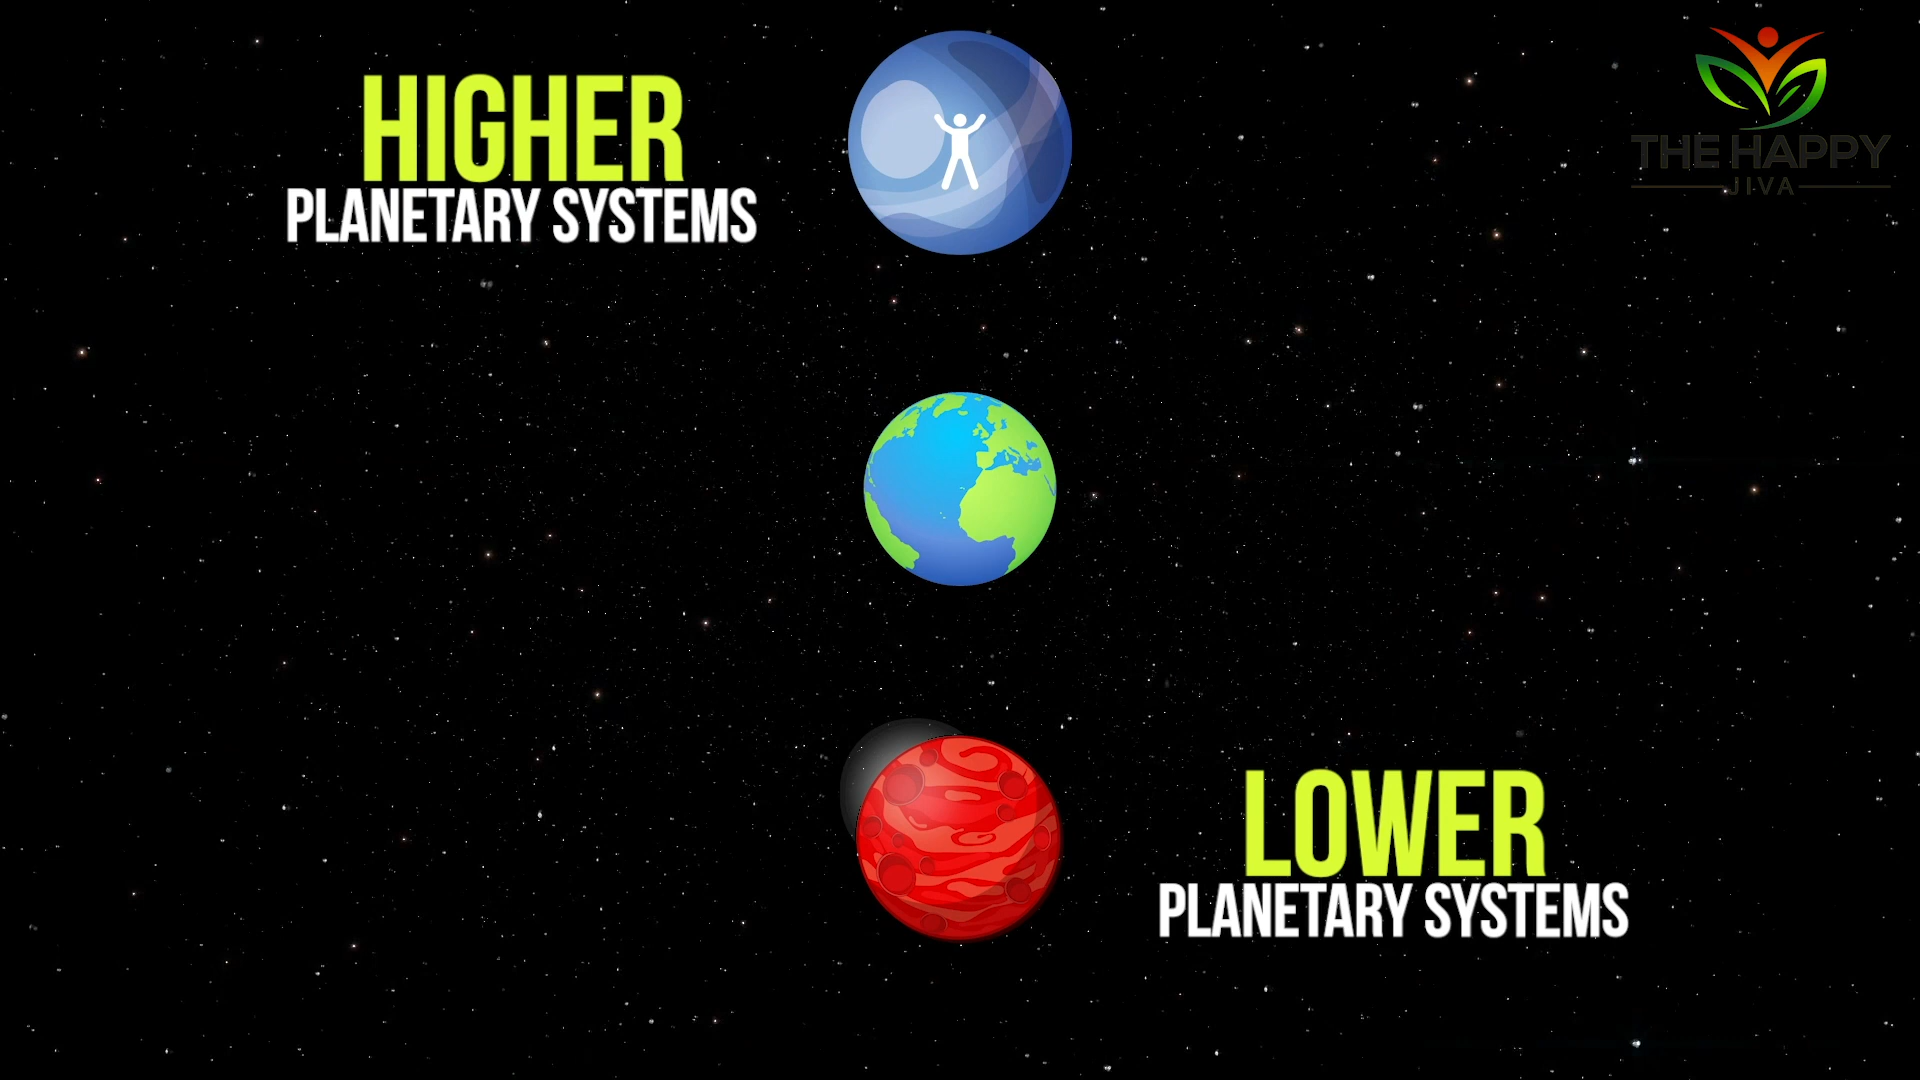 HIGHER
PLANETARY SYSTEMS
THE HAPPY
JIVA
LOWER
PLANETARY SYSTEMS